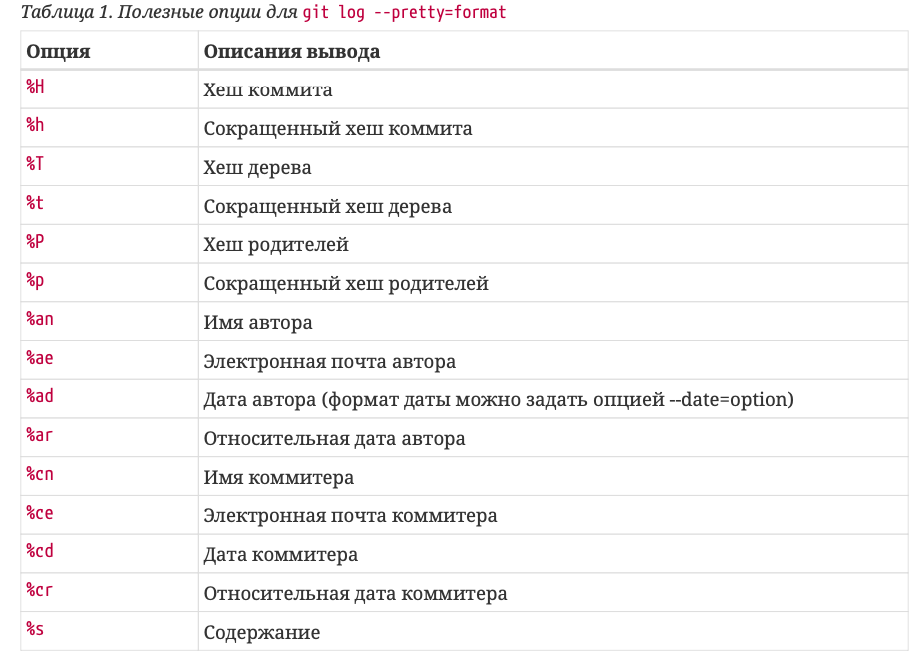 Таблица 1. Полезные опции для git log --pretty=format
Опция Описания вывода
%H Хеш коммита
%h Сокращенный хеш коммита
%T Хеш дерева
%t Сокращенный хеш дерева
%P Хеш родителей
%p Сокращенный хеш родителей
%an Имя автора
%ae Электронная почта автора
%ad Дата автора (формат даты можно задать опцией --date=option)
%ar Относительная дата автора
%cn Имя коммитера
%ce Электронная почта коммитера
%cd Дата коммитера
%cr Относительная дата коммитера
%s Содержание